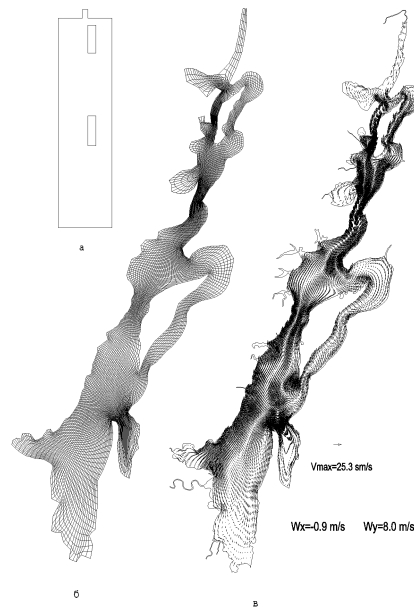 а
Vmax=25.3 sm/s
Wx=-0.9 m/s Wy=8.0 m/s
б
в